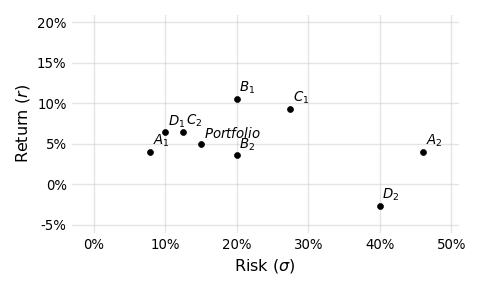 20%
15%
10%
5%
0%
-5%
Return (r)
B₁
C₁
D₁ C₂
Portfolio
A₁
B₂
A₂
D₂
0% 10% 20% 30% 40% 50%
Risk (σ)